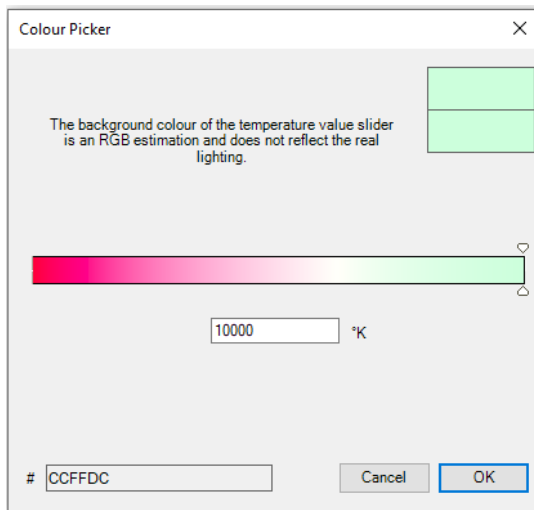 Colour Picker
The background colour of the temperature value slider
is an RGB estimation and does not reflect the real
lighting.
10000 °K
# CCFFDC
Cancel OK